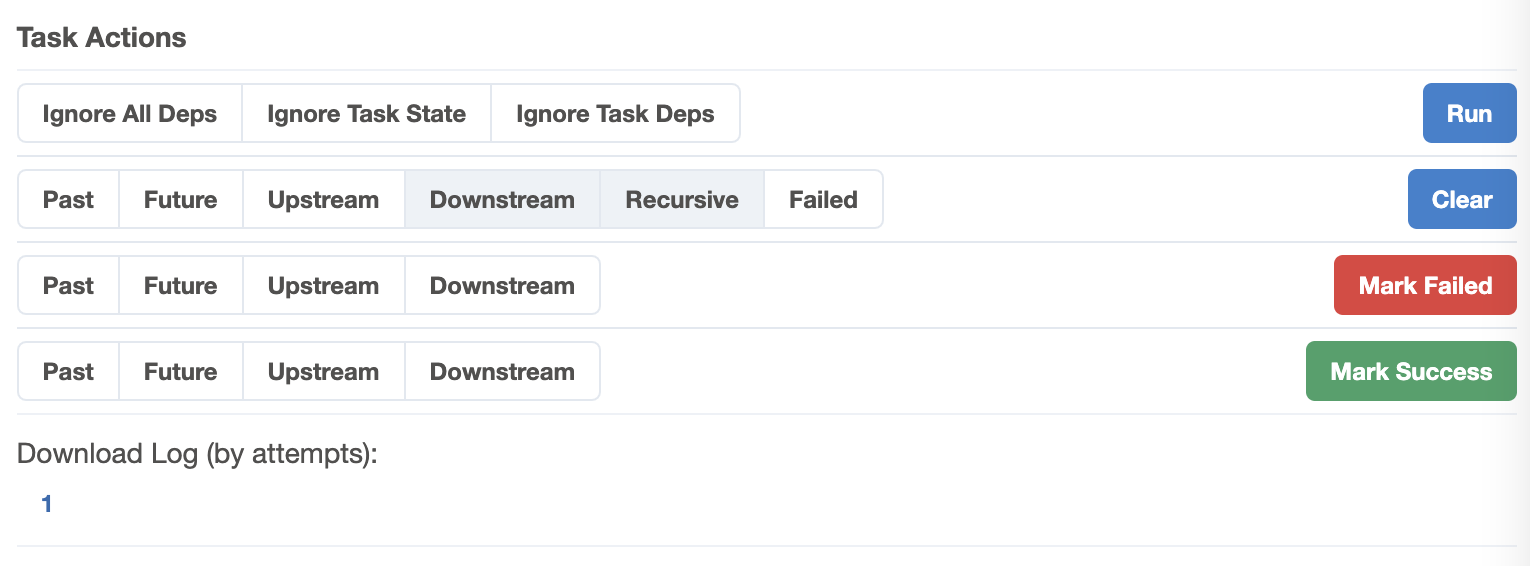 Task Actions
Ignore All Deps Ignore Task State Ignore Task Deps Run
Past Future Upstream Downstream Recursive Failed Clear
Past Future Upstream Downstream Mark Failed
Past Future Upstream Downstream Mark Success
Download Log (by attempts):
1